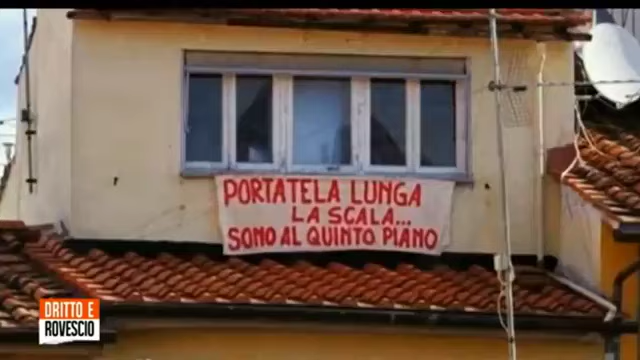 PORTATELA LUNGA
LA SCALA...
SONO AL QUINTO PIANO
DRITTO E
ROVESCIO